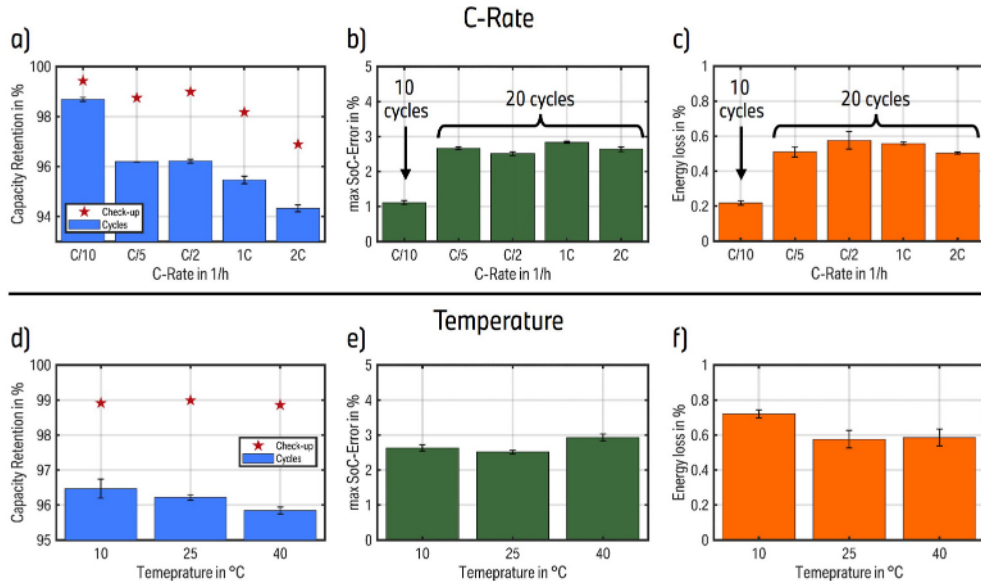 C-Rate
a)
Capacity Retention in %
100
98
96
94
Check-up
Cycles
C/10
C/5
C/2
1C
2C
C-Rate in 1/h
b)
max SoC-Error in %
5
4
3
2
1
0
10
cycles
20 cycles
C/10
C/5
C/2
1C
2C
C-Rate in 1/h
c)
Energy loss in %
1
0.8
0.6
0.4
0.2
0
10
cycles
20 cycles
C/10
C/5
C/2
1C
2C
C-Rate in 1/h
Temperature
d)
Capacity Retention in %
100
99
98
97
96
95
Check-up
Cycles
10
25
40
Temeprature in °C
e)
max SoC-Error in %
5
4
3
2
1
0
10
25
40
Temeprature in °C
f)
Energy loss in %
1
0.8
0.6
0.4
0.2
0
10
25
40
Temeprature in °C